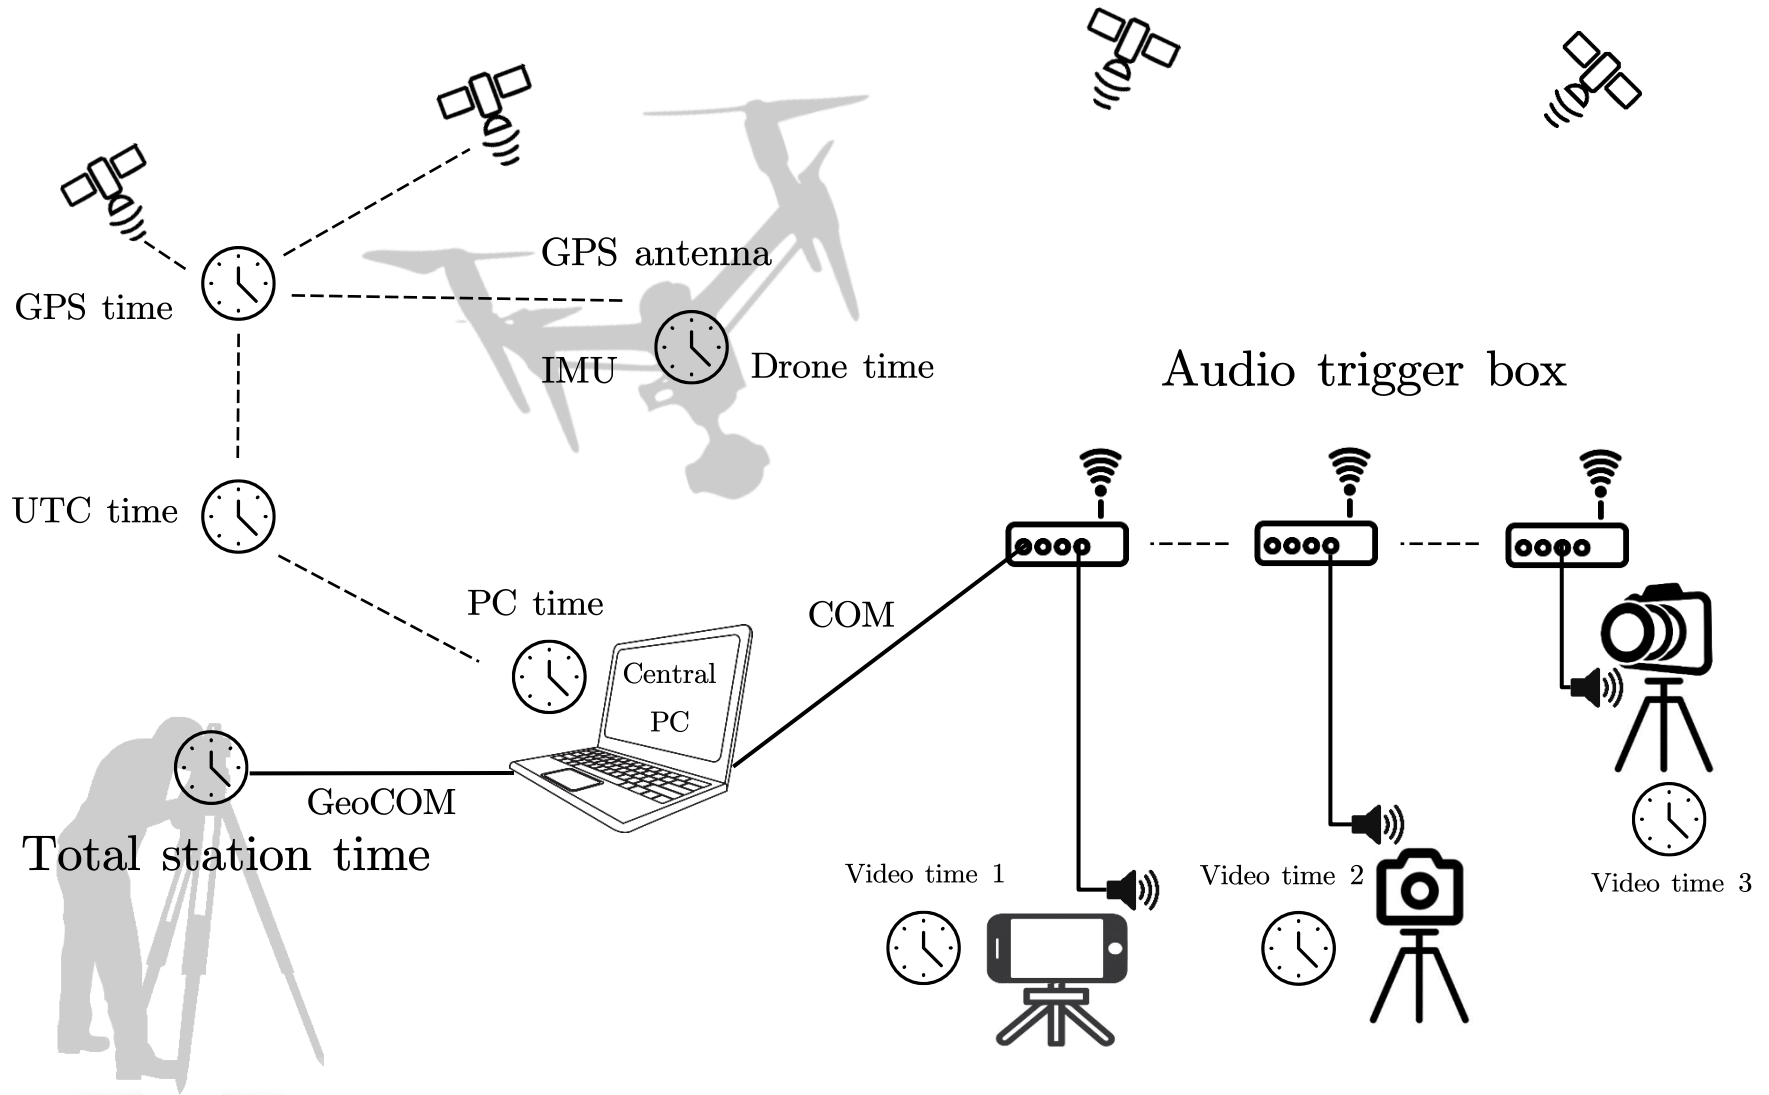 GPS antenna
GPS time
IMU
Drone time
Audio trigger box
UTC time
PC time
COM
Central
PC
GeoCOM
Total station time
Video time 1
Video time 2
Video time 3